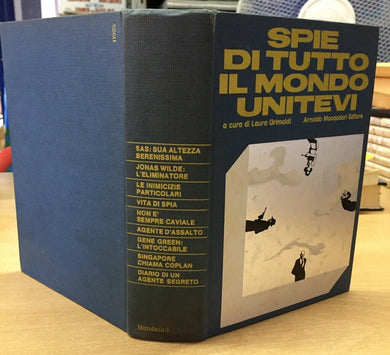 SPIE
DI TUTTO
IL MONDO
UNITEVI
a cura di Laura Grimaldi Arnoldo Mondadori Editore
SAS: SUA ALTEZZA
SERENISSIMA
JONAS WILDE:
L'ELIMINATORE
LE INIMICIZIE
PARTICOLARI
VITA DI SPIA
NON E'
SEMPRE CAVIALE
AGENTE D'ASSALTO
GENE GREEN:
L'INTOCCABILE
SINGAPORE
CHIAMA COPLAN
DIARIO DI UN
AGENTE SEGRETO
Mondadori